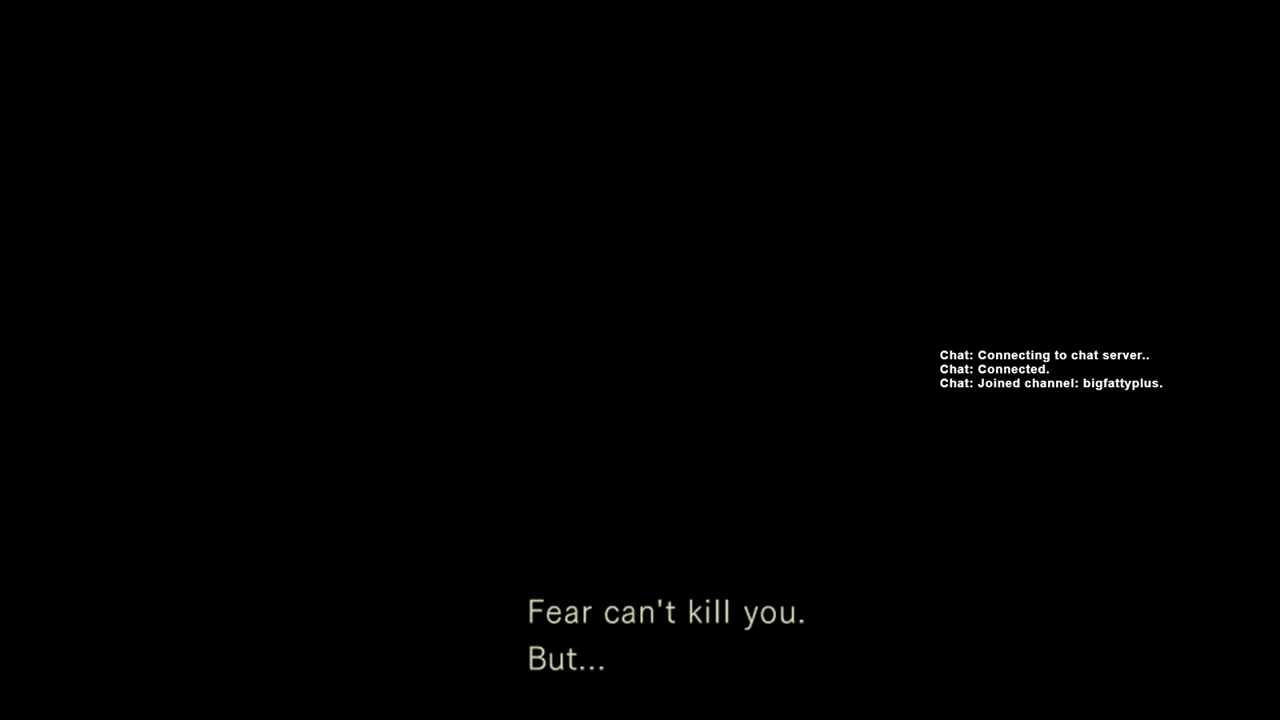 Chat: Connecting to chat server..
Chat: Connected.
Chat: Joined channel: bigfattyplus.
Fear can't kill you.
But...